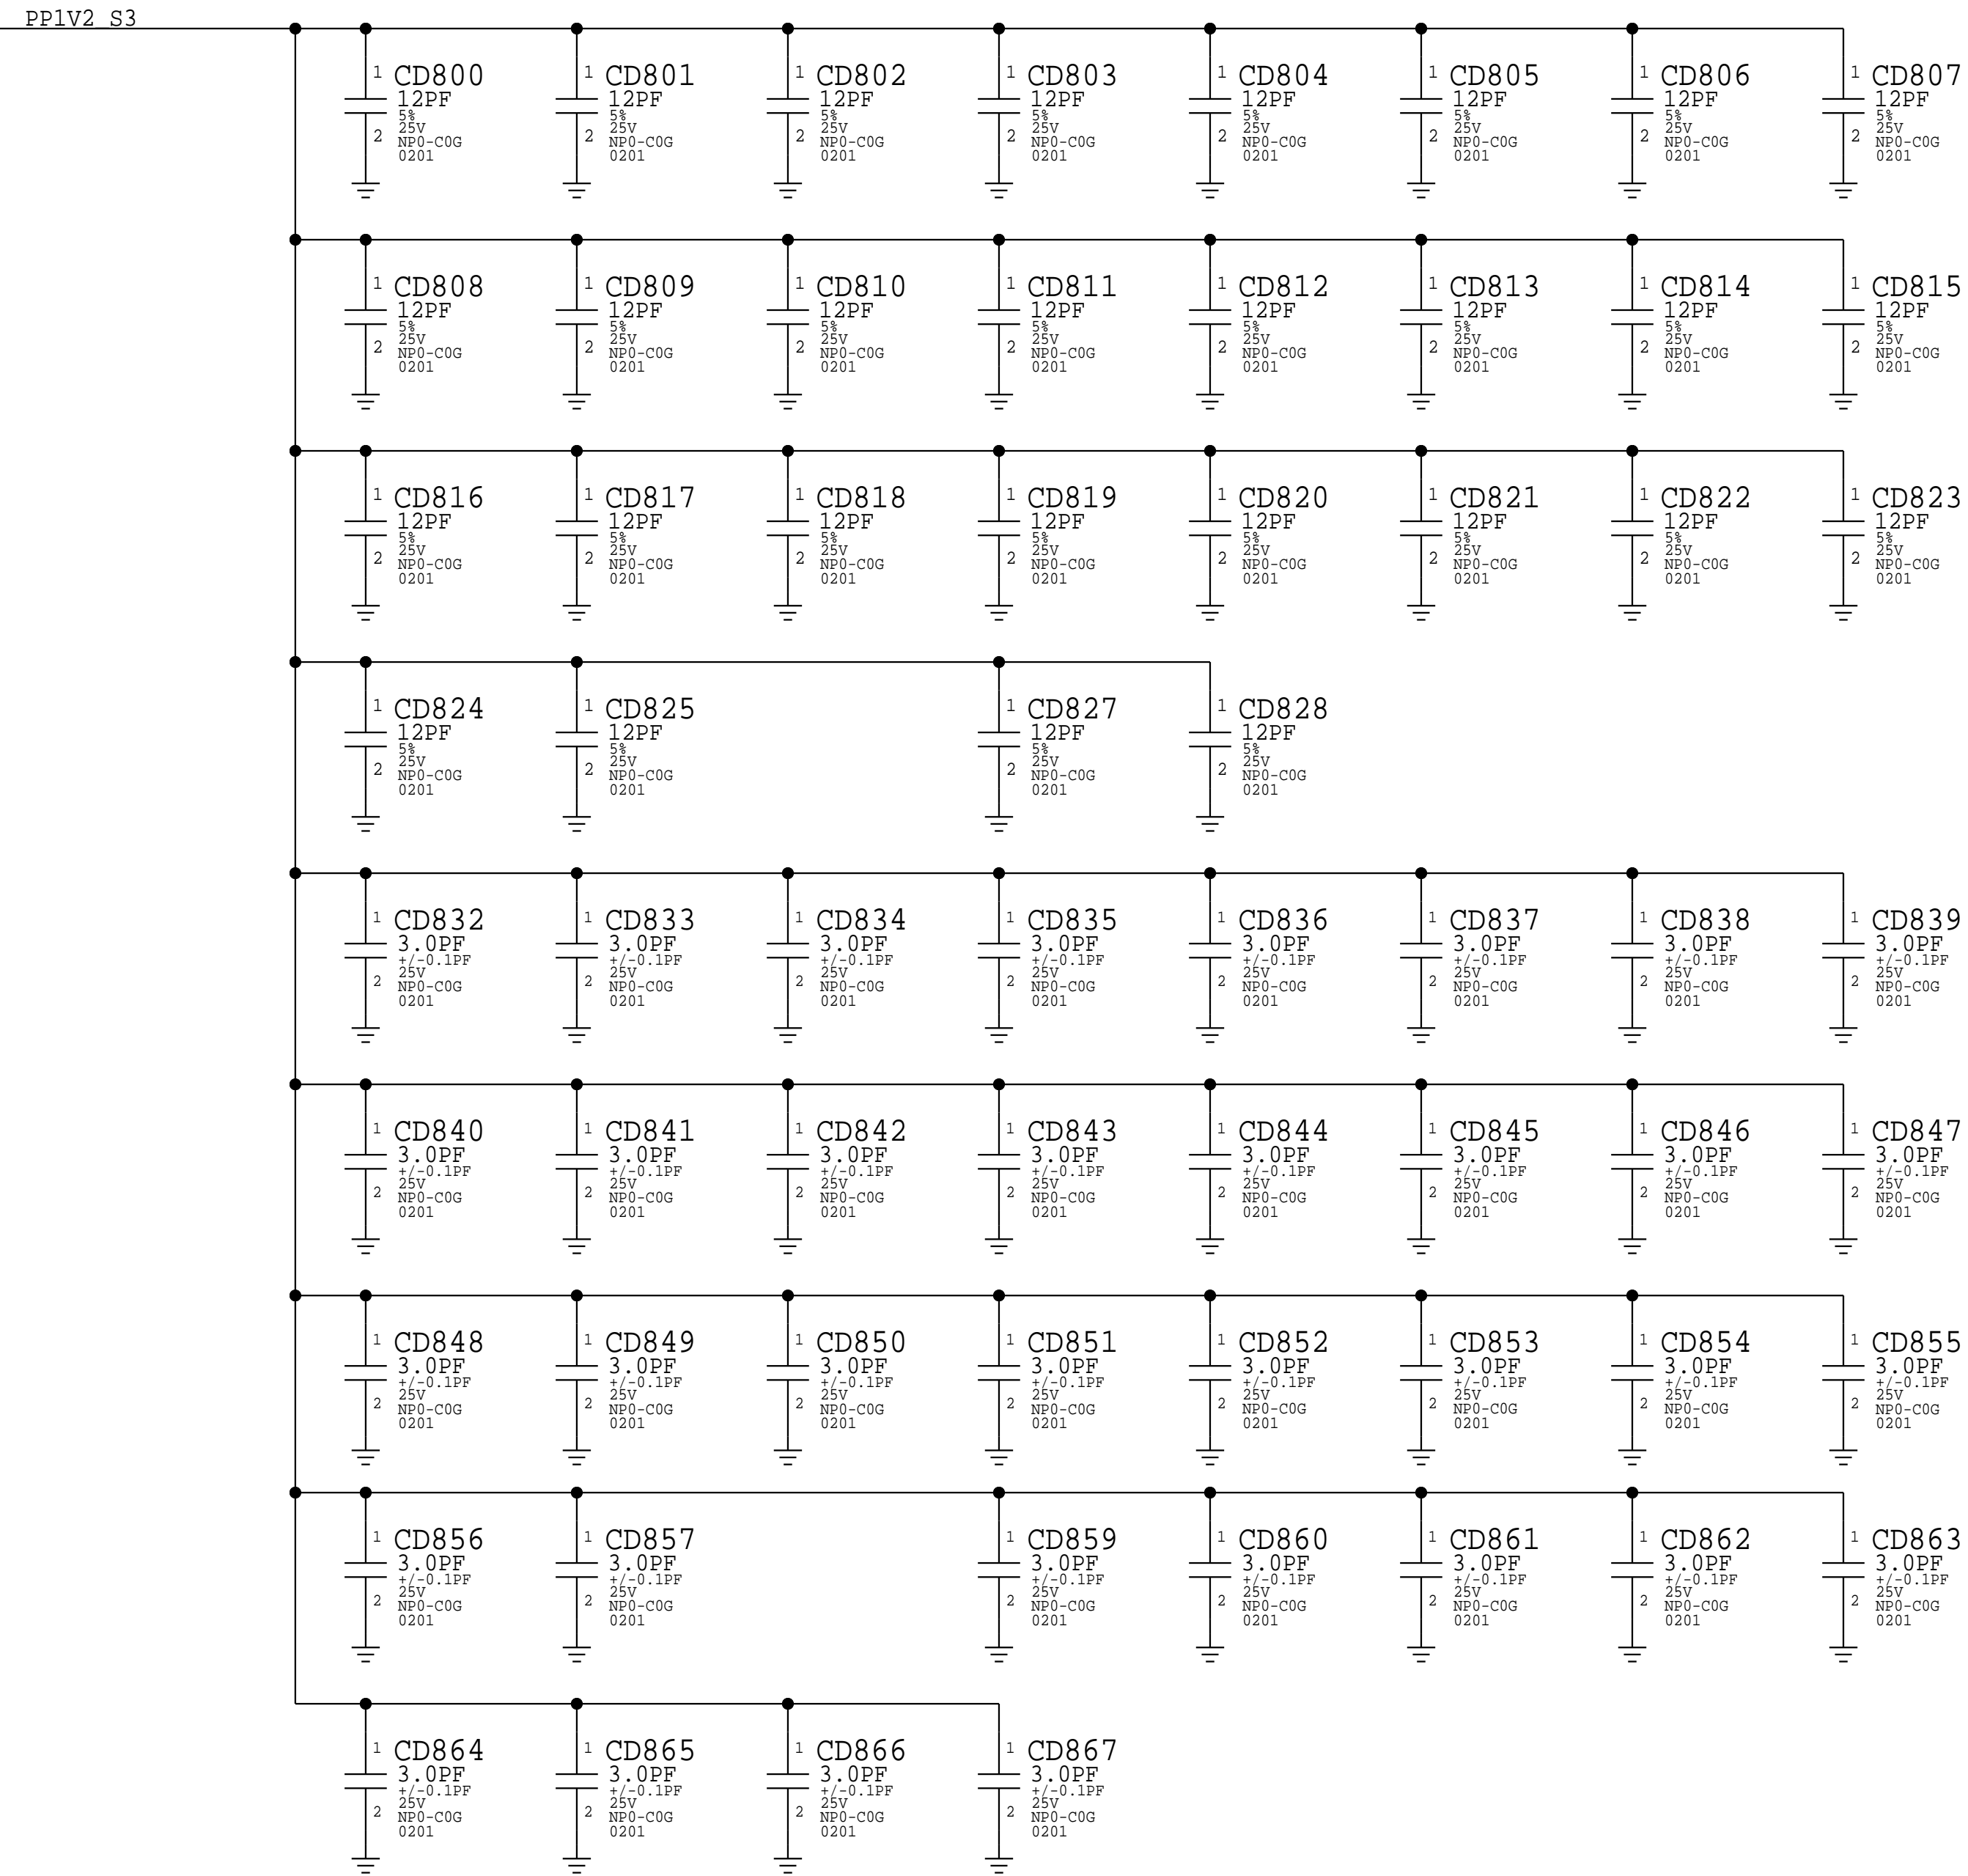 PP1V2_S3
1 CD800 1 CD801 1 CD802 1 CD803 1 CD804 1 CD805 1 CD806 1 CD807
12PF 12PF 12PF 12PF 12PF 12PF 12PF 12PF
5% 5% 5% 5% 5% 5% 5% 5%
25V 25V 25V 25V 25V 25V 25V 25V
2 NP0-C0G 2 NP0-C0G 2 NP0-C0G 2 NP0-C0G 2 NP0-C0G 2 NP0-C0G 2 NP0-C0G 2 NP0-C0G
0201 0201 0201 0201 0201 0201 0201 0201
1 CD808 1 CD809 1 CD810 1 CD811 1 CD812 1 CD813 1 CD814 1 CD815
12PF 12PF 12PF 12PF 12PF 12PF 12PF 12PF
5% 5% 5% 5% 5% 5% 5% 5%
25V 25V 25V 25V 25V 25V 25V 25V
2 NP0-C0G 2 NP0-C0G 2 NP0-C0G 2 NP0-C0G 2 NP0-C0G 2 NP0-C0G 2 NP0-C0G 2 NP0-C0G
0201 0201 0201 0201 0201 0201 0201 0201
1 CD816 1 CD817 1 CD818 1 CD819 1 CD820 1 CD821 1 CD822 1 CD823
12PF 12PF 12PF 12PF 12PF 12PF 12PF 12PF
5% 5% 5% 5% 5% 5% 5% 5%
25V 25V 25V 25V 25V 25V 25V 25V
2 NP0-C0G 2 NP0-C0G 2 NP0-C0G 2 NP0-C0G 2 NP0-C0G 2 NP0-C0G 2 NP0-C0G 2 NP0-C0G
0201 0201 0201 0201 0201 0201 0201 0201
1 CD824 1 CD825 1 CD827 1 CD828
12PF 12PF 12PF 12PF
5% 5% 5% 5%
25V 25V 25V 25V
2 NP0-C0G 2 NP0-C0G 2 NP0-C0G 2 NP0-C0G
0201 0201 0201 0201
1 CD832 1 CD833 1 CD834 1 CD835 1 CD836 1 CD837 1 CD838 1 CD839
3.0PF 3.0PF 3.0PF 3.0PF 3.0PF 3.0PF 3.0PF 3.0PF
+/-0.1PF +/-0.1PF +/-0.1PF +/-0.1PF +/-0.1PF +/-0.1PF +/-0.1PF +/-0.1PF
25V 25V 25V 25V 25V 25V 25V 25V
2 NP0-C0G 2 NP0-C0G 2 NP0-C0G 2 NP0-C0G 2 NP0-C0G 2 NP0-C0G 2 NP0-C0G 2 NP0-C0G
0201 0201 0201 0201 0201 0201 0201 0201
1 CD840 1 CD841 1 CD842 1 CD843 1 CD844 1 CD845 1 CD846 1 CD847
3.0PF 3.0PF 3.0PF 3.0PF 3.0PF 3.0PF 3.0PF 3.0PF
+/-0.1PF +/-0.1PF +/-0.1PF +/-0.1PF +/-0.1PF +/-0.1PF +/-0.1PF +/-0.1PF
25V 25V 25V 25V 25V 25V 25V 25V
2 NP0-C0G 2 NP0-C0G 2 NP0-C0G 2 NP0-C0G 2 NP0-C0G 2 NP0-C0G 2 NP0-C0G 2 NP0-C0G
0201 0201 0201 0201 0201 0201 0201 0201
1 CD848 1 CD849 1 CD850 1 CD851 1 CD852 1 CD853 1 CD854 1 CD855
3.0PF 3.0PF 3.0PF 3.0PF 3.0PF 3.0PF 3.0PF 3.0PF
+/-0.1PF +/-0.1PF +/-0.1PF +/-0.1PF +/-0.1PF +/-0.1PF +/-0.1PF +/-0.1PF
25V 25V 25V 25V 25V 25V 25V 25V
2 NP0-C0G 2 NP0-C0G 2 NP0-C0G 2 NP0-C0G 2 NP0-C0G 2 NP0-C0G 2 NP0-C0G 2 NP0-C0G
0201 0201 0201 0201 0201 0201 0201 0201
1 CD856 1 CD857 1 CD859 1 CD860 1 CD861 1 CD862 1 CD863
3.0PF 3.0PF 3.0PF 3.0PF 3.0PF 3.0PF 3.0PF
+/-0.1PF +/-0.1PF +/-0.1PF +/-0.1PF +/-0.1PF +/-0.1PF +/-0.1PF
25V 25V 25V 25V 25V 25V 25V
2 NP0-C0G 2 NP0-C0G 2 NP0-C0G 2 NP0-C0G 2 NP0-C0G 2 NP0-C0G 2 NP0-C0G
0201 0201 0201 0201 0201 0201 0201
1 CD864 1 CD865 1 CD866 1 CD867
3.0PF 3.0PF 3.0PF 3.0PF
+/-0.1PF +/-0.1PF +/-0.1PF +/-0.1PF
25V 25V 25V 25V
2 NP0-C0G 2 NP0-C0G 2 NP0-C0G 2 NP0-C0G
0201 0201 0201 0201